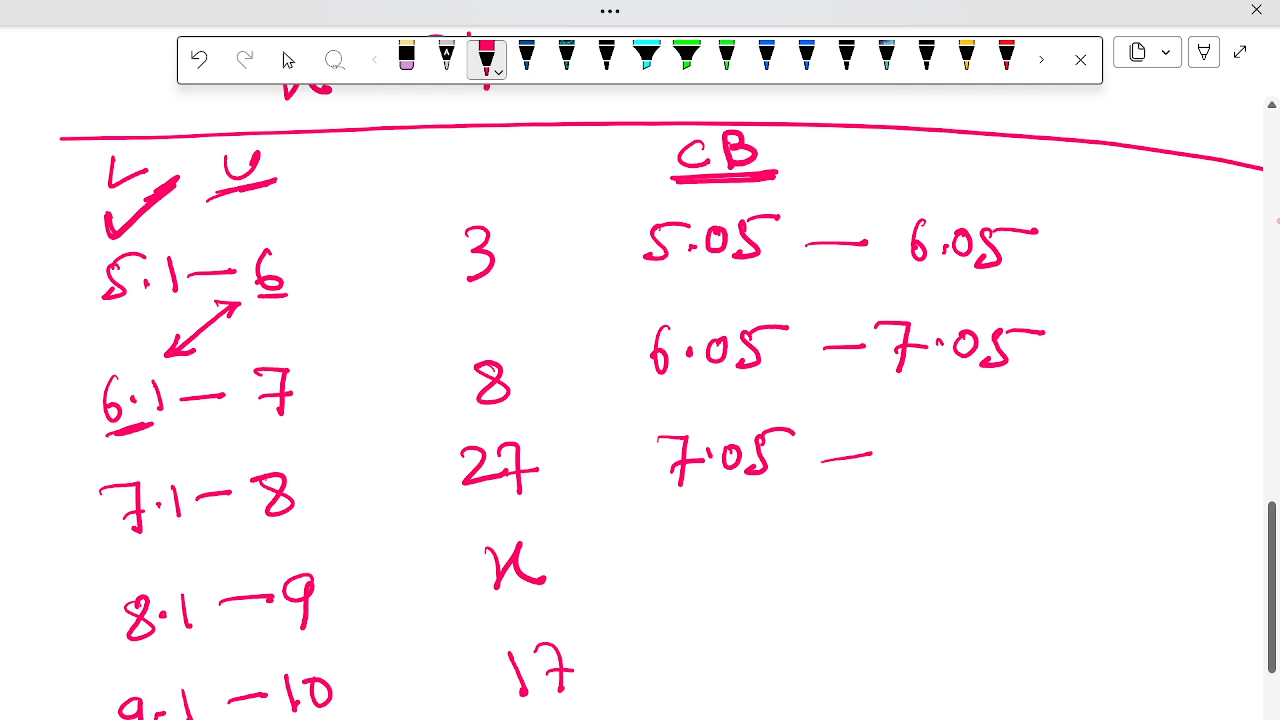 L U CB
5.1 — 6 3 5.05 — 6.05
6.1 — 7 8 6.05 — 7.05
7.1 — 8 27 7.05 —
8.1 — 9 x
9.1 — 10 17